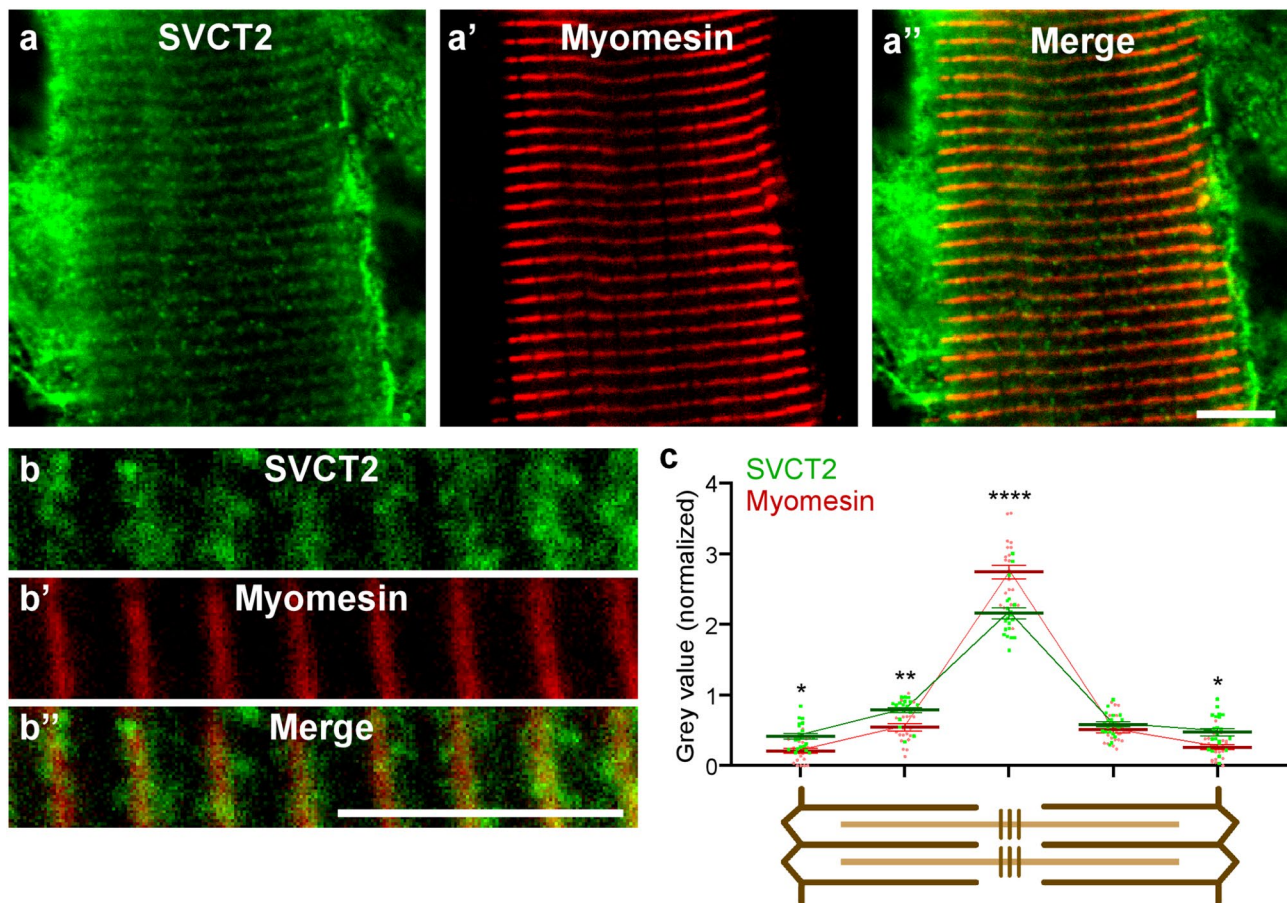 a SVCT2
a' Myomesin
a" Merge
b SVCT2
b' Myomesin
b" Merge
c
SVCT2
Myomesin
Grey value (normalized)
4
3
2
1
0
*
**
****
*